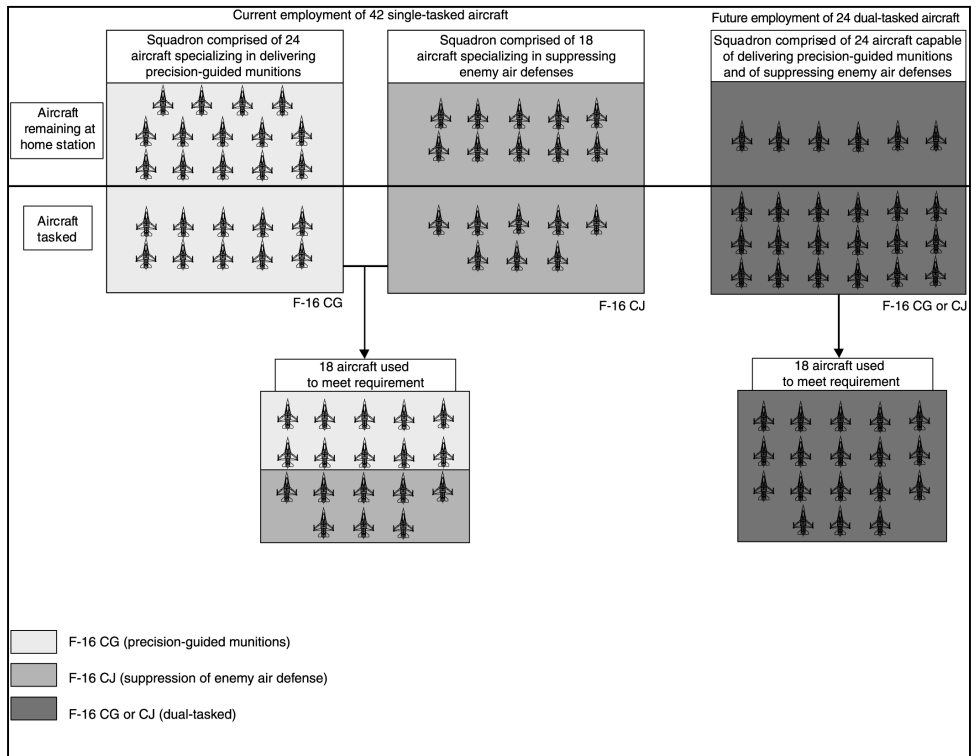 Current employment of 42 single-tasked aircraft
Future employment of 24 dual-tasked aircraft
Squadron comprised of 24
aircraft specializing in delivering
precision-guided munitions
Squadron comprised of 18
aircraft specializing in suppressing
enemy air defenses
Squadron comprised of 24 aircraft capable
of delivering precision-guided munitions
and of suppressing enemy air defenses
Aircraft
remaining at
home station
Aircraft
tasked
F-16 CG
F-16 CJ
F-16 CG or CJ
18 aircraft used
to meet requirement
18 aircraft used
to meet requirement
F-16 CG (precision-guided munitions)
F-16 CJ (suppression of enemy air defense)
F-16 CG or CJ (dual-tasked)